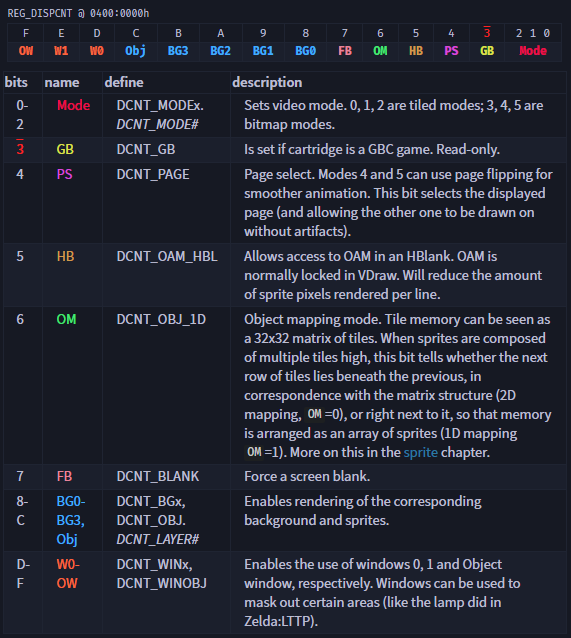 REG_DISPCNT @ 0400:0000h
F E D C B A 9 8 7 6 5 4 3 2 1 0
OW W1 W0 Obj BG3 BG2 BG1 BG0 FB OM HB PS GB Mode
bits name define description
0-2 Mode DCNT_MODEx. Sets video mode. 0, 1, 2 are tiled modes; 3, 4, 5 are
DCNT_MODE# bitmap modes.
3 GB DCNT_GB Is set if cartridge is a GBC game. Read-only.
4 PS DCNT_PAGE Page select. Modes 4 and 5 can use page flipping for
smoother animation. This bit selects the displayed
page (and allowing the other one to be drawn on
without artifacts).
5 HB DCNT_OAM_HBL Allows access to OAM in an HBlank. OAM is
normally locked in VDraw. Will reduce the amount
of sprite pixels rendered per line.
6 OM DCNT_OBJ_1D Object mapping mode. Tile memory can be seen as
a 32x32 matrix of tiles. When sprites are composed
of multiple tiles high, this bit tells whether the next
row of tiles lies beneath the previous, in
correspondence with the matrix structure (2D
mapping, OM =0), or right next to it, so that memory
is arranged as an array of sprites (1D mapping
OM =1). More on this in the sprite chapter.
7 FB DCNT_BLANK Force a screen blank.
8-C BG0-BG3, Obj DCNT_BGx, Enables rendering of the corresponding
DCNT_OBJ. background and sprites.
DCNT_LAYER#
D-F W0-OW DCNT_WINx, Enables the use of windows 0, 1 and Object
DCNT_WINOBJ window, respectively. Windows can be used to
mask out certain areas (like the lamp did in
Zelda:LTTP).